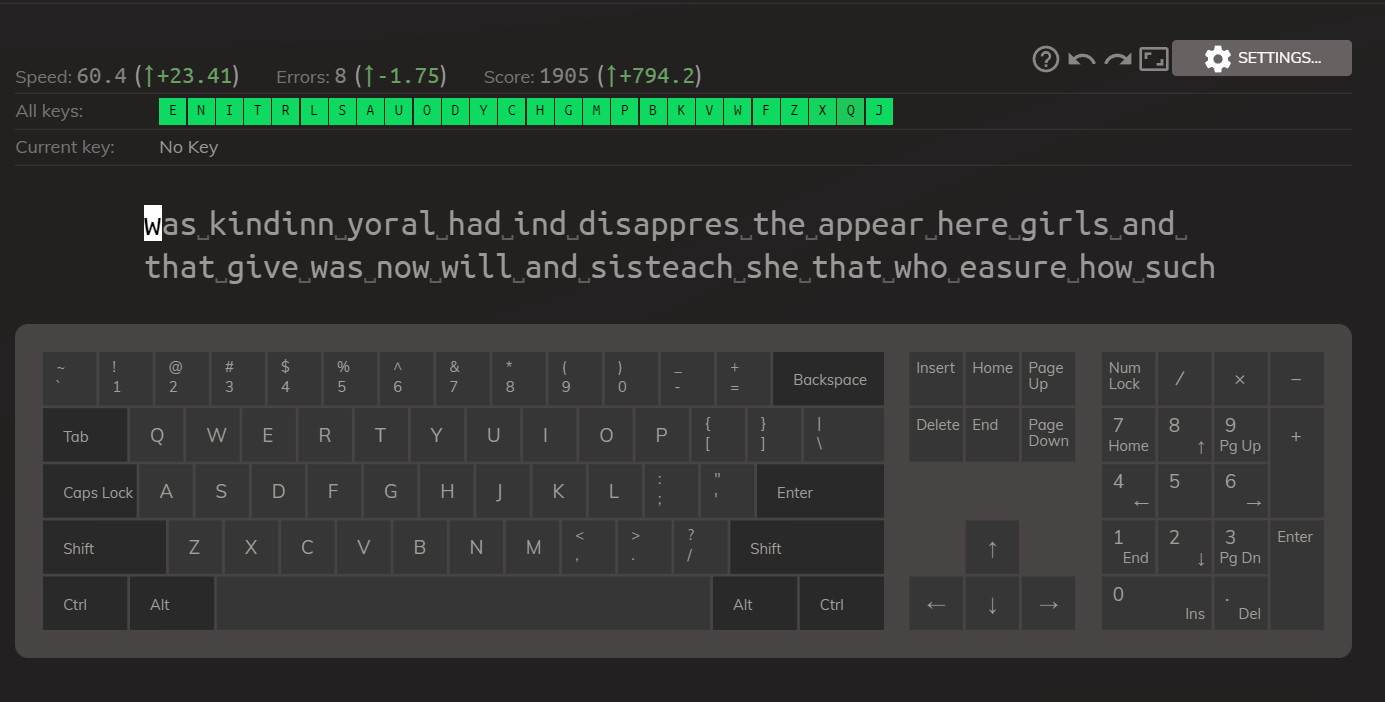 Speed: 60.4 (↑+23.41) Errors: 8 (↑-1.75) Score: 1905 (↑+794.2)
SETTINGS...
All keys: E N I T R L S A U O D Y C H G M P B K V W F Z X Q J
Current key: No Key
was␣kindinn␣yoral␣had␣ind␣disappres␣the␣appear␣here␣girls␣and␣
that␣give␣was␣now␣will␣and␣sisteach␣she␣that␣who␣easure␣how␣such
~ ! @ # $ % ^ & * ( ) _ +
` 1 2 3 4 5 6 7 8 9 0 - = Backspace
Insert Home Page Up
Num Lock / × −
Tab Q W E R T Y U I O P { [ } ] | \
Delete End Page Down
7 Home 8 ↑ 9 Pg Up +
Caps Lock A S D F G H J K L : ; " ' Enter
4 ← 5 6 →
Shift Z X C V B N M < , > . ? / Shift
↑
1 End 2 ↓ 3 Pg Dn Enter
Ctrl Alt Alt Ctrl
← ↓ →
0 Ins . Del